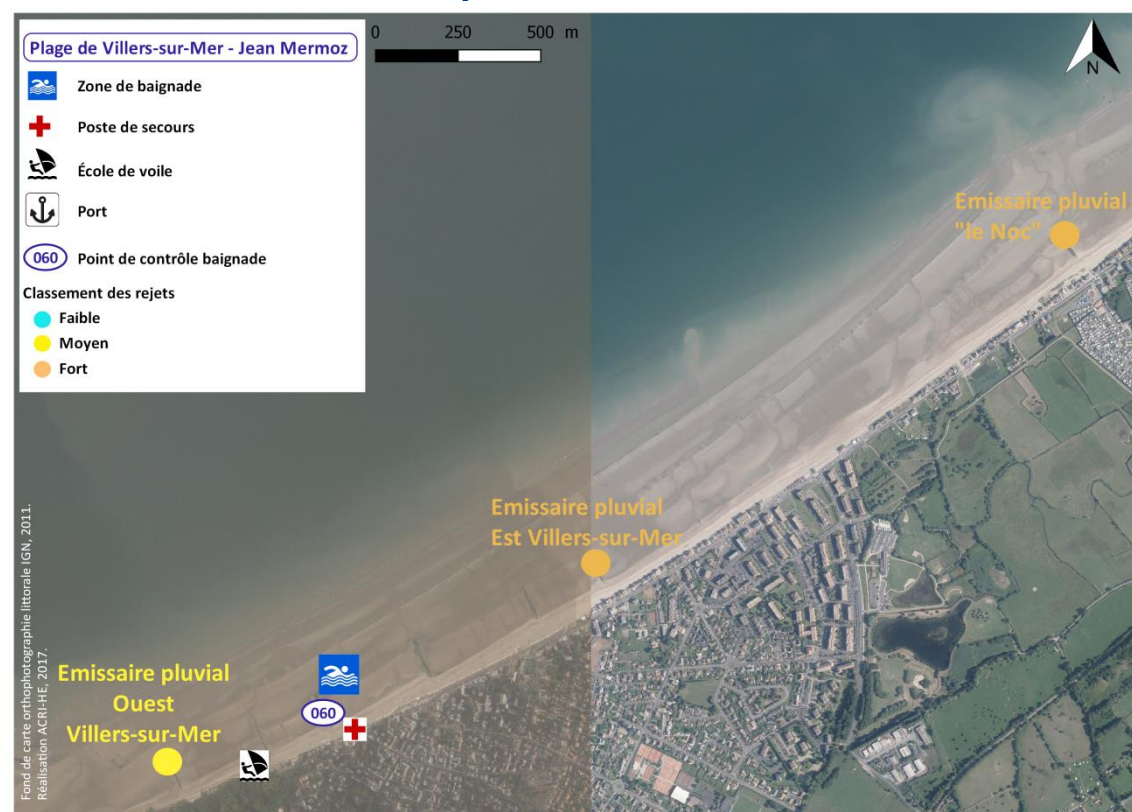 Plage de Villers-sur-Mer - Jean Mermoz
Zone de baignade
Poste de secours
École de voile
Port
060 Point de contrôle baignade
Classement des rejets
Faible
Moyen
Fort
0 250 500 m
N
Emissaire pluvial
"le Noc"
Emissaire pluvial
Est Villers-sur-Mer
Emissaire pluvial
Ouest
Villers-sur-Mer
060
Fond de carte orthophotographie littorale IGN, 2011.
Réalisation ACRI-HE, 2017.